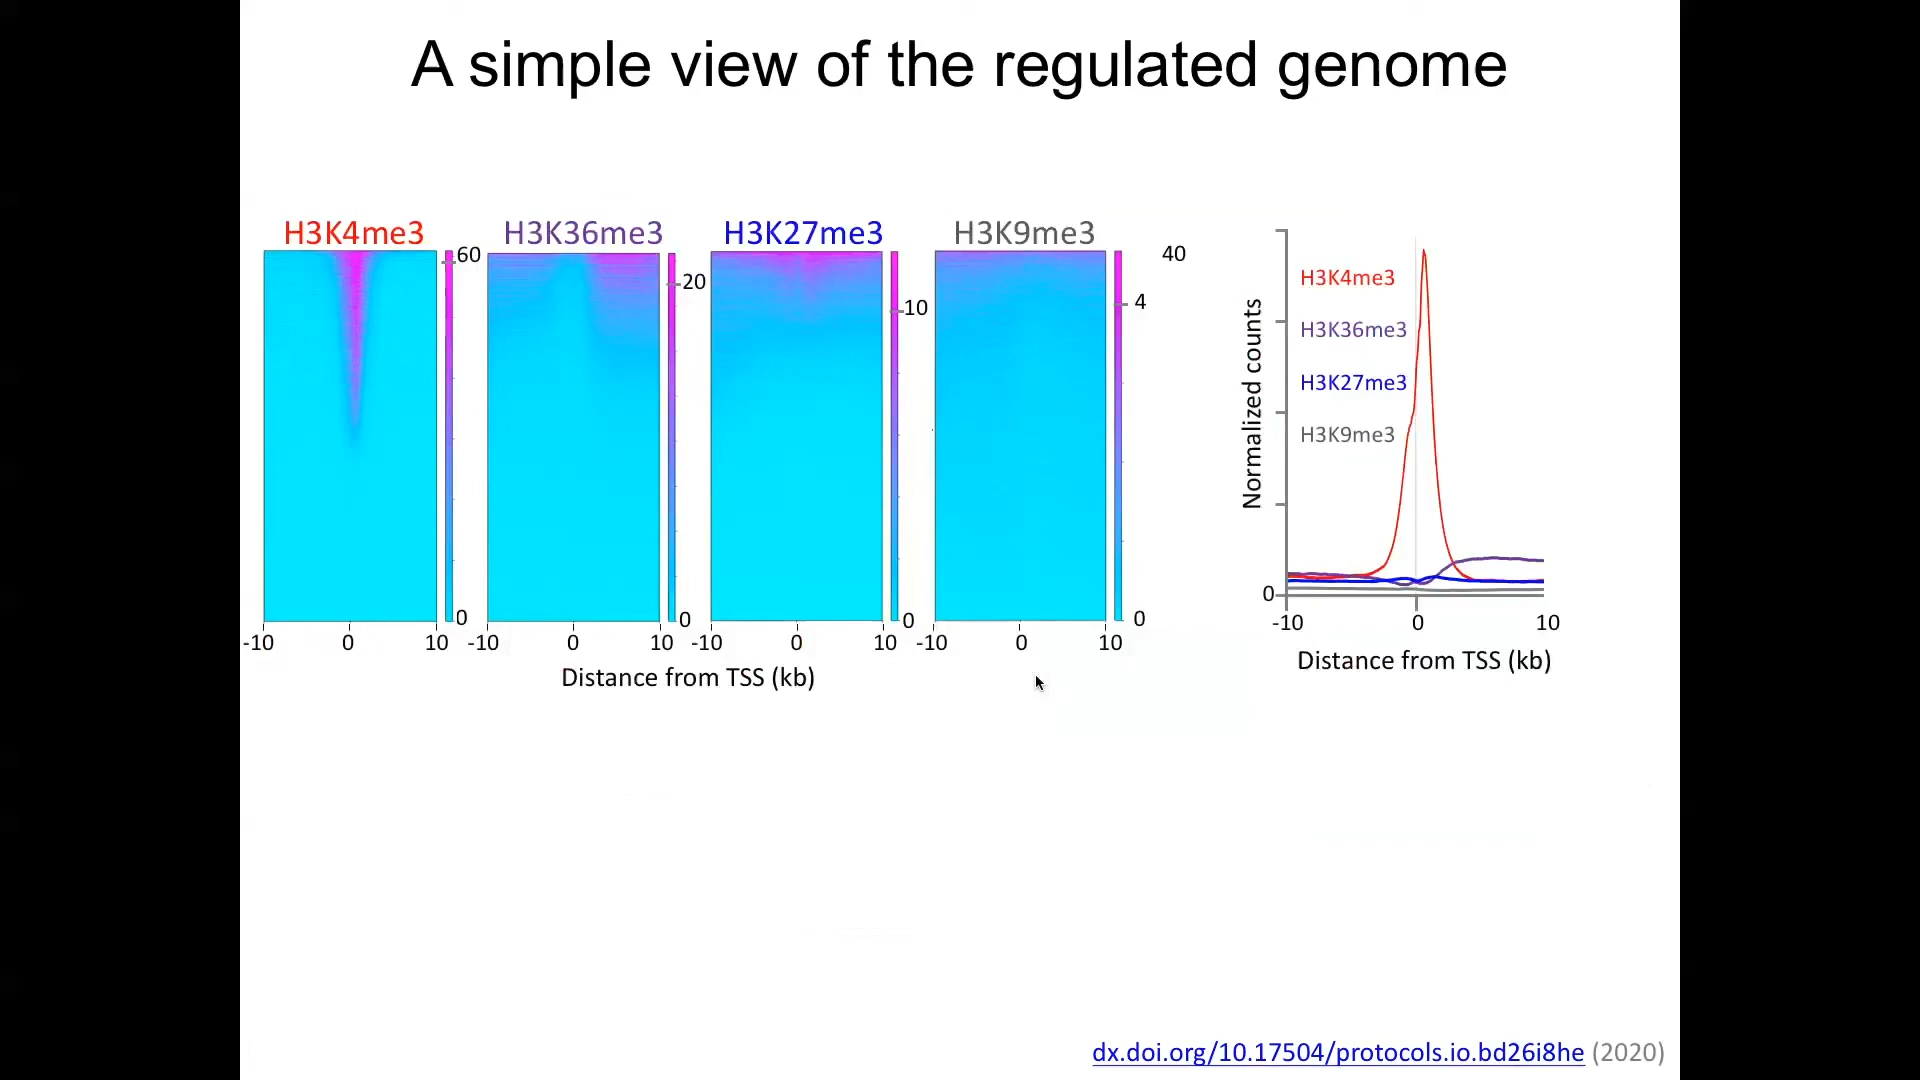 A simple view of the regulated genome
H3K4me3
H3K36me3
H3K27me3
H3K9me3
60
0
20
0
10
0
4
0
-10 0 10
-10 0 10
-10 0 10
-10 0 10
Distance from TSS (kb)
40
Normalized counts
H3K4me3
H3K36me3
H3K27me3
H3K9me3
0
-10 0 10
Distance from TSS (kb)
dx.doi.org/10.17504/protocols.io.bd26i8he (2020)